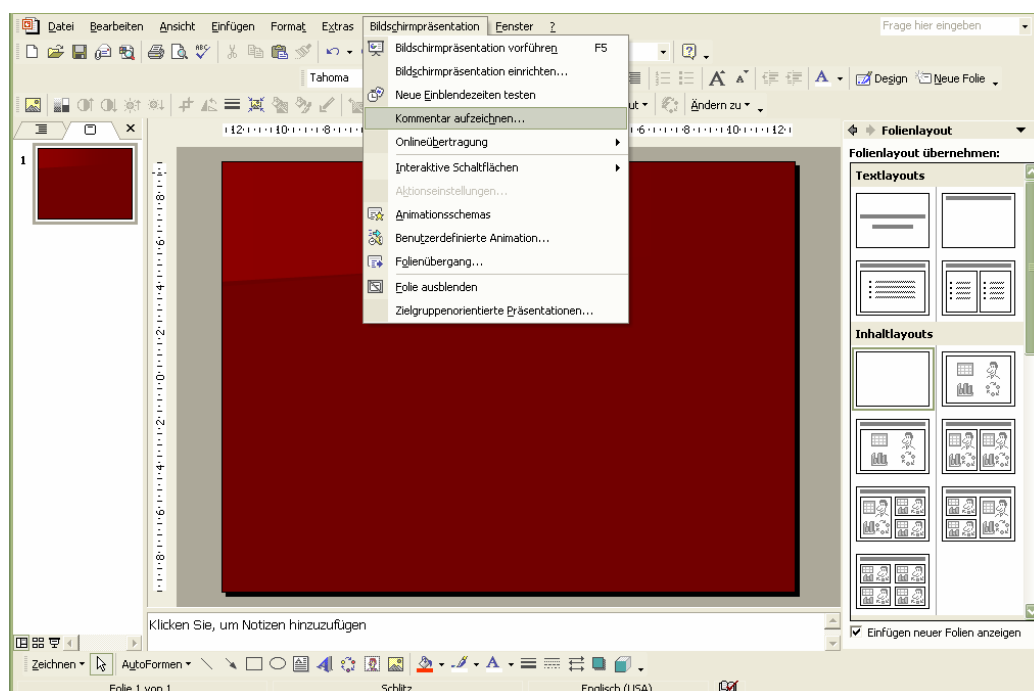 Datei Bearbeiten Ansicht Einfügen Format Extras Bildschirmpräsentation Fenster ? Frage hier eingeben
Tahoma Design Neue Folie
Ändern zu
Bildschirmpräsentation vorführen F5
Bildschirmpräsentation einrichten...
Neue Einblendezeiten testen
Kommentar aufzeichnen...
Onlineübertragung
Interaktive Schaltflächen
Aktionseinstellungen...
Animationsschemas
Benutzerdefinierte Animation...
Folienübergang...
Folie ausblenden
Zielgruppenorientierte Präsentationen...
1
Folienlayout
Folienlayout übernehmen:
Textlayouts
Inhaltlayouts
Einfügen neuer Folien anzeigen
Klicken Sie, um Notizen hinzuzufügen
Zeichnen AutoFormen
Folie 1 von 1 Schlitz Englisch (USA)